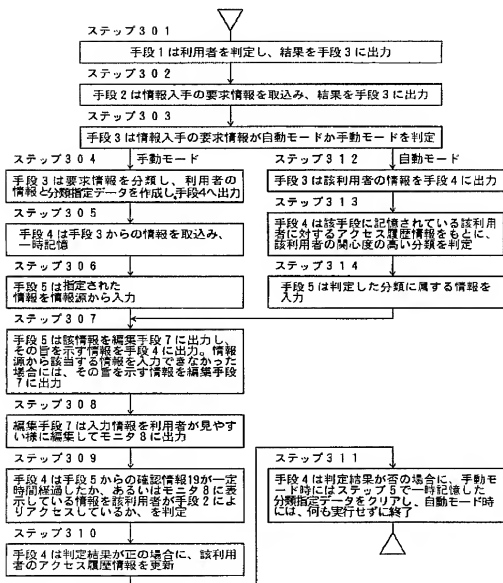 ステップ301
手段1は利用者を判定し、結果を手段3に出力
ステップ302
手段2は情報入手の要求情報を取込み、結果を手段3に出力
ステップ303
手段3は情報入手の要求情報が自動モードか手動モードを判定
ステップ304
手動モード
手段3は要求情報を分類し、利用者の
情報と分類指定データを作成し手段4へ出力
ステップ305
手段4は手段3からの情報を取込み、
一時記憶
ステップ306
手段5は指定された
情報を情報源から入力
ステップ312
自動モード
手段3は該利用者の情報を手段4に出力
ステップ313
手段4は該手段に記憶されている該利用
者に対するアクセス履歴情報をもとに、
該利用者の関心度の高い分類を判定
ステップ314
手段5は判定した分類に属する情報を
入力
ステップ307
手段5は該情報を編集手段7に出力し、
その旨を示す情報を手段4に出力。情報
源から該当する情報を入力できなかった
場合には、その旨を示す情報を編集手段
7に出力
ステップ308
編集手段7は入力情報を利用者が見やす
い様に編集してモニタ8に出力
ステップ309
手段4は手段5からの確認情報19が一定
時間経過したか、あるいはモニタ8に表
示している情報を該利用者が手段2によ
りアクセスしているか、を判定
ステップ310
手段4は判定結果が正の場合に、該利用
者のアクセス履歴情報を更新
ステップ311
手段4は判定結果が否の場合に、手動モ
ード時にはステップ5で一時記憶した
分類指定データをクリアし、自動モード時
には、何も実行せずに終了